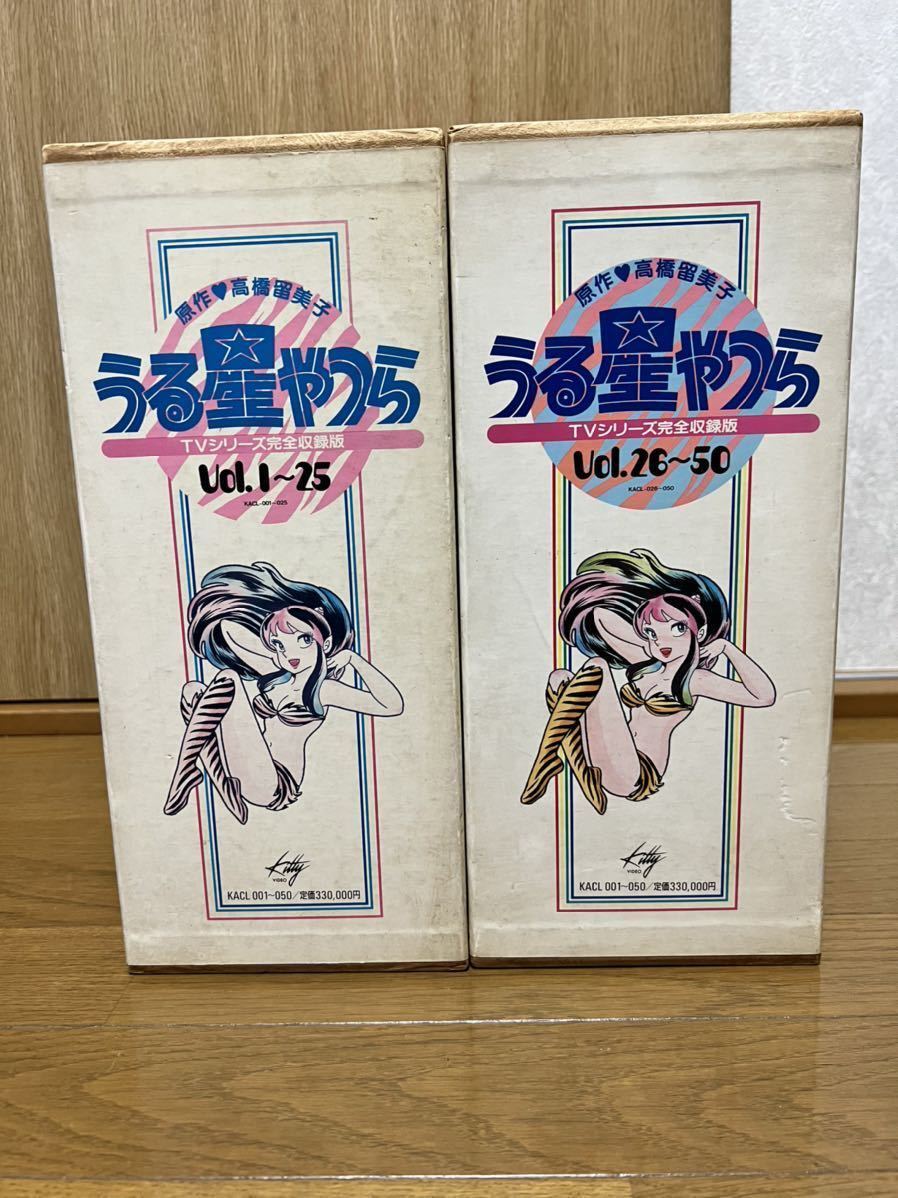 原作♥高橋留美子
うる星やつら
TVシリーズ完全収録版
Vol.1~25
KACL-001~025
Kitty
VIDEO
KACL 001~050/定価330,000円
原作♥高橋留美子
うる星やつら
TVシリーズ完全収録版
Vol.26~50
KACL-026~050
Kitty
VIDEO
KACL 001~050/定価330,000円